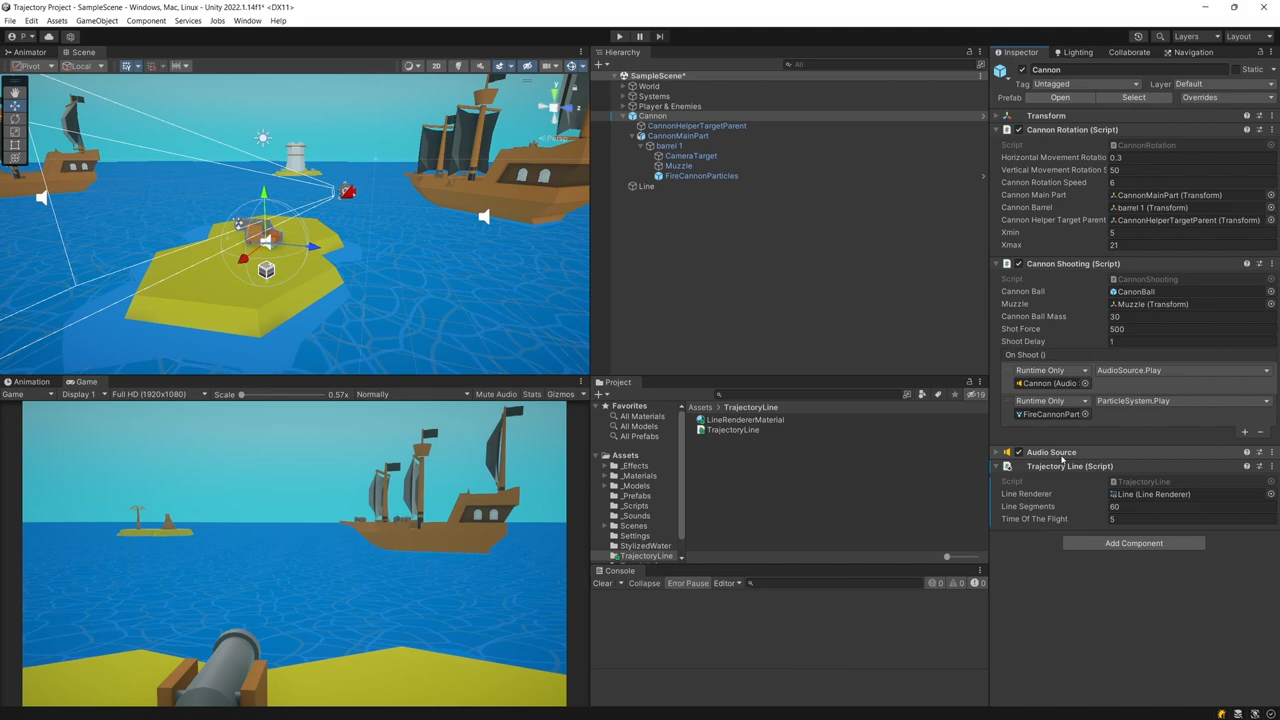 Trajectory Project - SampleScene - Windows, Mac, Linux - Unity 2022.1.14f1* <DX11>
File Edit Assets GameObject Component Services Jobs Window Help
P Layers Layout
Animator Scene
Pivot Local 2D
y z Persp
Animation Game
Game Display 1 Full HD (1920x1080) Scale 0.57x Normally Mute Audio Stats Gizmos
Hierarchy
All
SampleScene*
World
Systems
Player & Enemies
Cannon
CannonHelperTargetParent
CannonMainPart
barrel 1
CameraTarget
Muzzle
FireCannonParticles
Line
Project
19
Favorites
All Materials
All Models
All Prefabs
Assets
_Effects
_Materials
_Models
_Prefabs
_Scripts
_Sounds
Scenes
Settings
StylizedWater
TrajectoryLine
Assets TrajectoryLine
LineRendererMaterial
TrajectoryLine
Console
Clear Collapse Error Pause Editor 0 0 0
Inspector Lighting Collaborate Navigation
Cannon Static
Tag Untagged Layer Default
Prefab Open Select Overrides
Transform
Cannon Rotation (Script)
Script CannonRotation
Horizontal Movement Rotatio 0.3
Vertical Movement Rotation S 50
Cannon Rotation Speed 6
Cannon Main Part CannonMainPart (Transform)
Cannon Barrel barrel 1 (Transform)
Cannon Helper Target Parent CannonHelperTargetParent (Transform)
Xmin 5
Xmax 21
Cannon Shooting (Script)
Script CannonShooting
Cannon Ball CanonBall
Muzzle Muzzle (Transform)
Cannon Ball Mass 30
Shot Force 500
Shoot Delay 1
On Shoot ()
Runtime Only AudioSource.Play
Cannon (Audio
Runtime Only ParticleSystem.Play
FireCannonPart
Audio Source
Trajectory Line (Script)
Script TrajectoryLine
Line Renderer Line (Line Renderer)
Line Segments 60
Time Of The Flight 5
Add Component